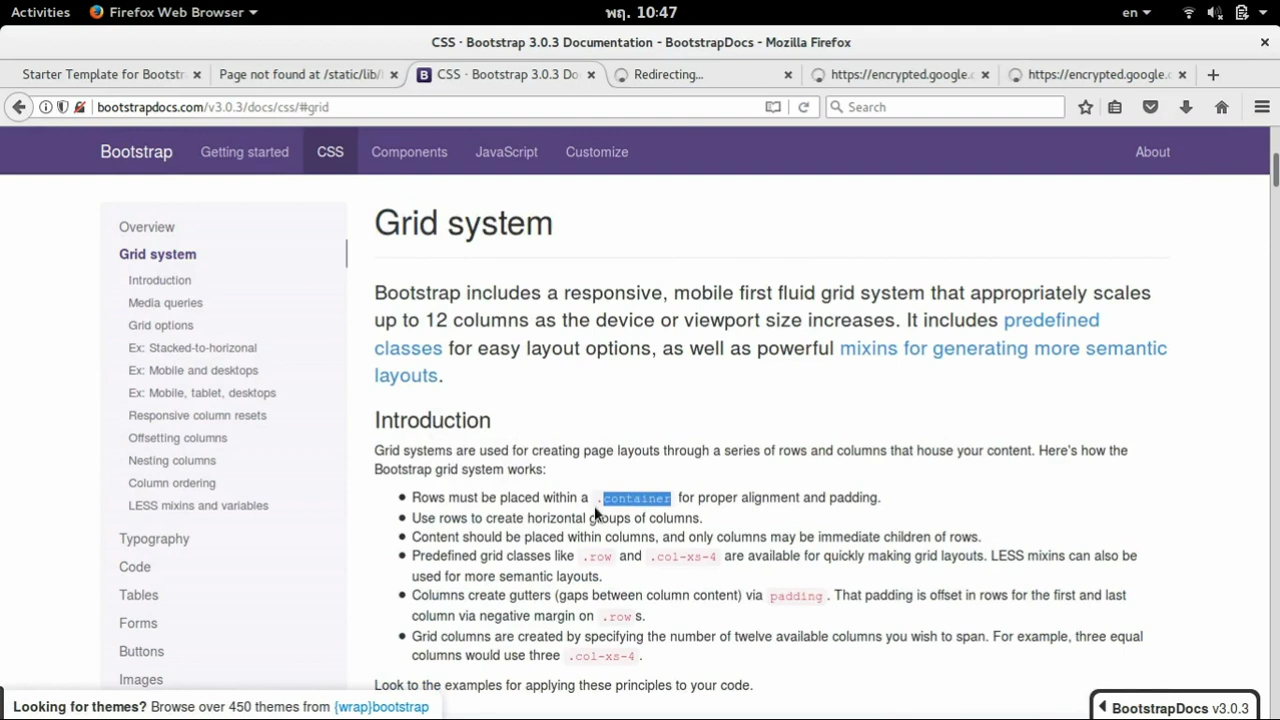 Activities Firefox Web Browser พฤ. 10:47 en
CSS · Bootstrap 3.0.3 Documentation - BootstrapDocs - Mozilla Firefox
Starter Template for Bootstr Page not found at /static/lib/ CSS · Bootstrap 3.0.3 Do Redirecting... https://encrypted.google. https://encrypted.google.
bootstrapdocs.com/v3.0.3/docs/css/#grid Search
Bootstrap Getting started CSS Components JavaScript Customize About
Overview
Grid system
Introduction
Media queries
Grid options
Ex: Stacked-to-horizonal
Ex: Mobile and desktops
Ex: Mobile, tablet, desktops
Responsive column resets
Offsetting columns
Nesting columns
Column ordering
LESS mixins and variables
Typography
Code
Tables
Forms
Buttons
Images
Grid system
Bootstrap includes a responsive, mobile first fluid grid system that appropriately scales
up to 12 columns as the device or viewport size increases. It includes predefined
classes for easy layout options, as well as powerful mixins for generating more semantic
layouts.
Introduction
Grid systems are used for creating page layouts through a series of rows and columns that house your content. Here's how the
Bootstrap grid system works:
• Rows must be placed within a .container for proper alignment and padding.
• Use rows to create horizontal groups of columns.
• Content should be placed within columns, and only columns may be immediate children of rows.
• Predefined grid classes like .row and .col-xs-4 are available for quickly making grid layouts. LESS mixins can also be
used for more semantic layouts.
• Columns create gutters (gaps between column content) via padding. That padding is offset in rows for the first and last
column via negative margin on .rows.
• Grid columns are created by specifying the number of twelve available columns you wish to span. For example, three equal
columns would use three .col-xs-4.
Look to the examples for applying these principles to your code.
Looking for themes? Browse over 450 themes from {wrap}bootstrap
BootstrapDocs v3.0.3